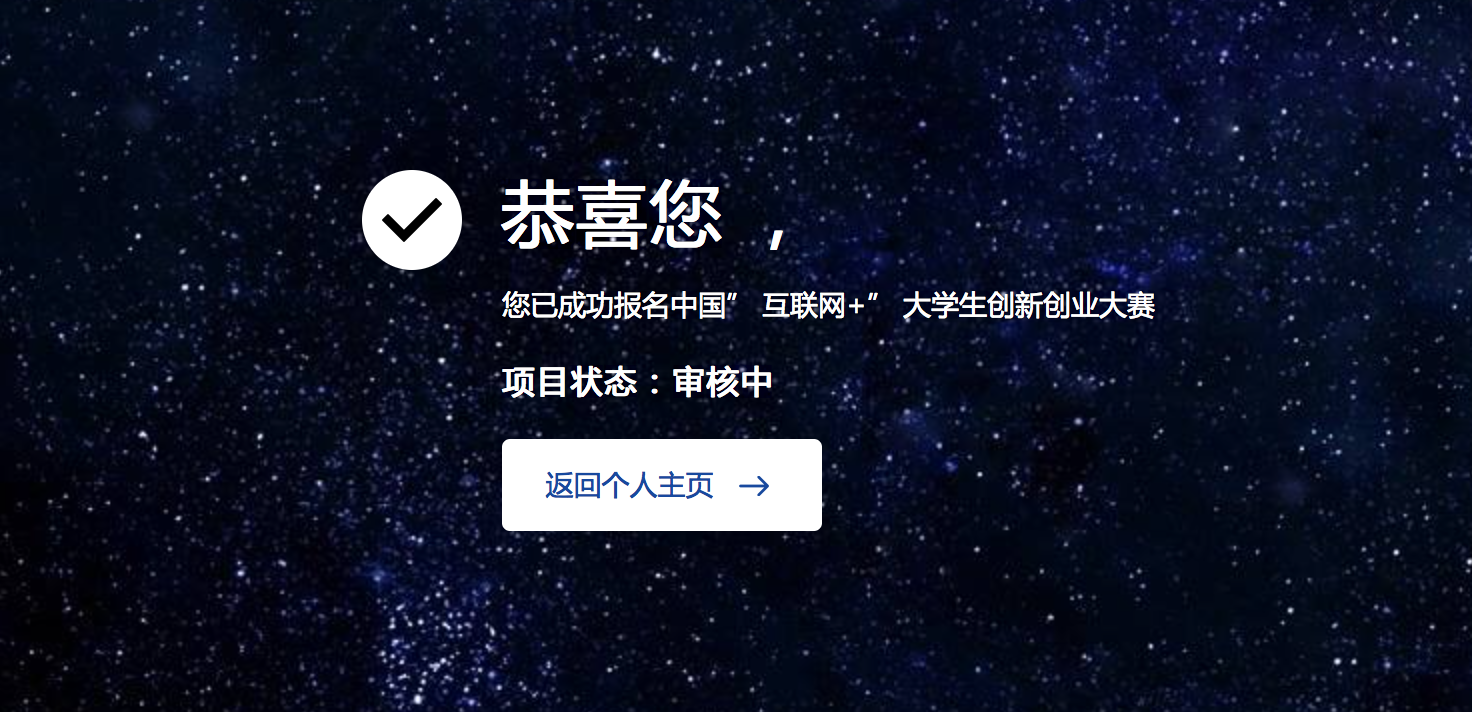 恭喜您 ，
您已成功报名中国” 互联网+” 大学生创新创业大赛
项目状态：审核中
返回个人主页 →